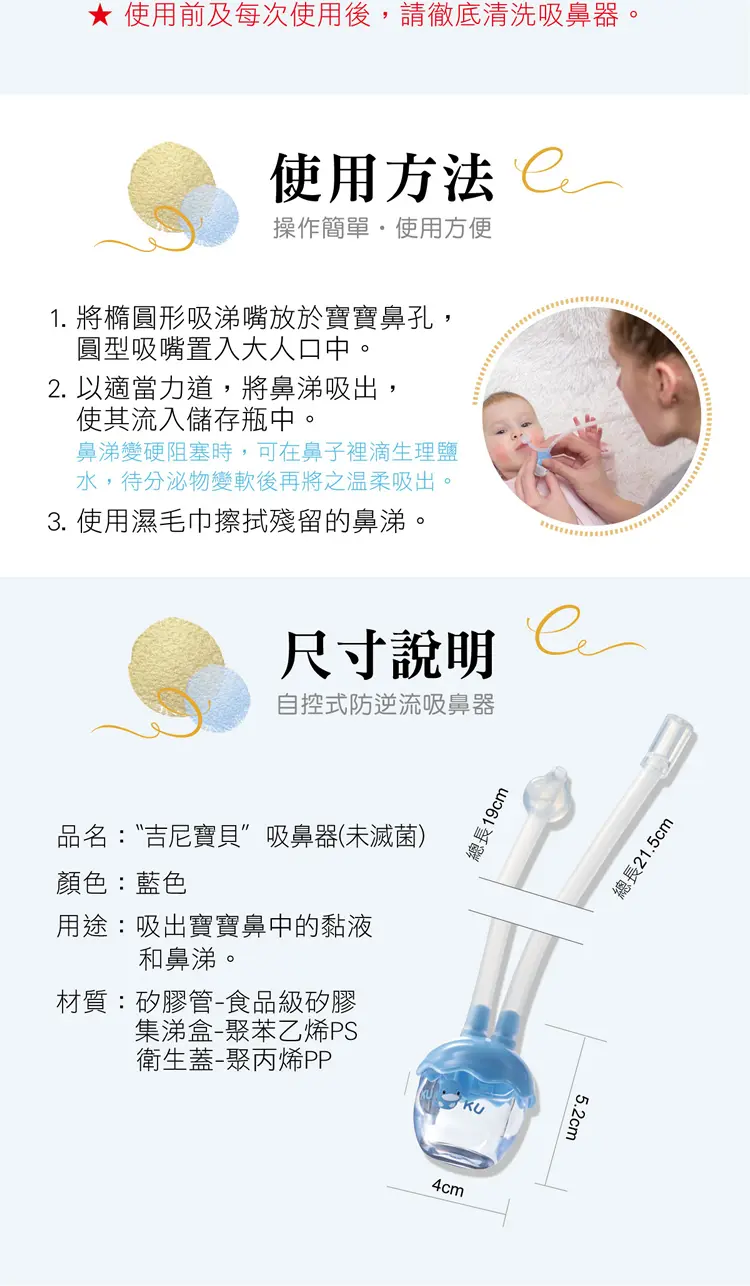 ★ 使用前及每次使用後，請徹底清洗吸鼻器。
使用方法
操作簡單・使用方便
1. 將橢圓形吸涕嘴放於寶寶鼻孔，
圓型吸嘴置入大人口中。
2. 以適當力道，將鼻涕吸出，
使其流入儲存瓶中。
鼻涕變硬阻塞時，可在鼻子裡滴生理鹽
水，待分泌物變軟後再將之温柔吸出。
3. 使用濕毛巾擦拭殘留的鼻涕。
尺寸說明
自控式防逆流吸鼻器
品名：“吉尼寶貝”吸鼻器(未滅菌)
顏色：藍色
用途：吸出寶寶鼻中的黏液
和鼻涕。
材質：矽膠管-食品級矽膠
集涕盒-聚苯乙烯PS
衛生蓋-聚丙烯PP
總長19cm
總長21.5cm
KU
5.2cm
4cm